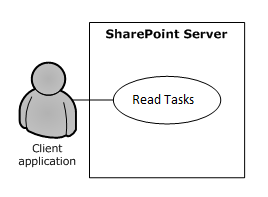 SharePoint Server
Read Tasks
Client
application